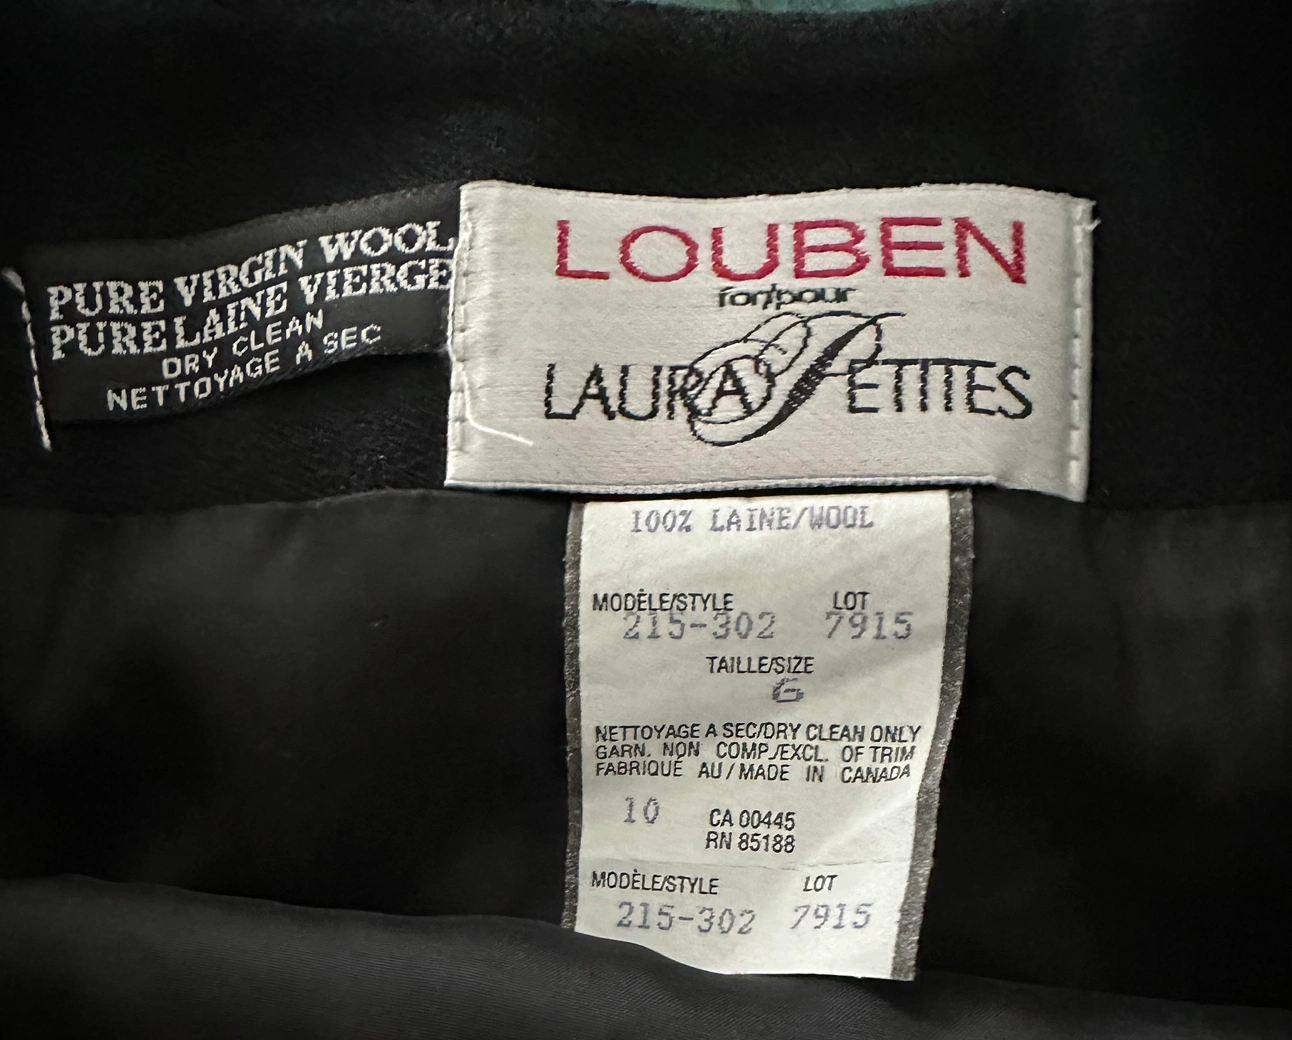 PURE VIRGIN WOOL
PURE LAINE VIERGE
DRY CLEAN
NETTOYAGE A SEC
LOUBEN
for/pour
LAURA PETITES
100% LAINE/WOOL
MODÈLE/STYLE LOT
215-302 7915
TAILLE/SIZE
6
NETTOYAGE A SEC/DRY CLEAN ONLY
GARN. NON COMP./EXCL. OF TRIM
FABRIQUÉ AU / MADE IN CANADA
10 CA 00445
RN 85188
MODÈLE/STYLE LOT
215-302 7915